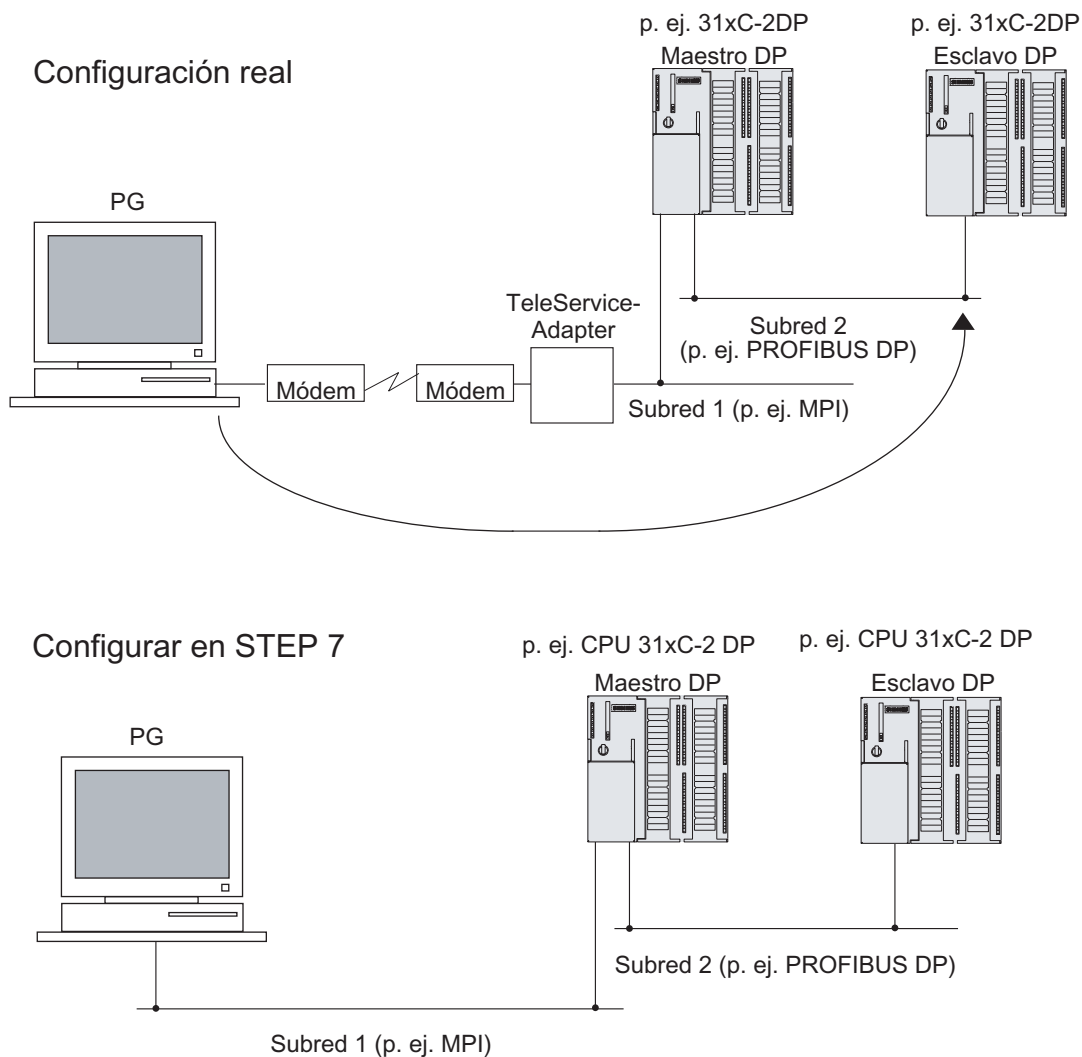 p. ej. 31xC-2DP
Maestro DP
p. ej. 31xC-2DP
Esclavo DP
Configuración real
PG
TeleService-
Adapter
Subred 2
(p. ej. PROFIBUS DP)
Módem
Módem
Subred 1 (p. ej. MPI)
Configurar en STEP 7
p. ej. CPU 31xC-2 DP
Maestro DP
p. ej. CPU 31xC-2 DP
Esclavo DP
PG
Subred 2 (p. ej. PROFIBUS DP)
Subred 1 (p. ej. MPI)